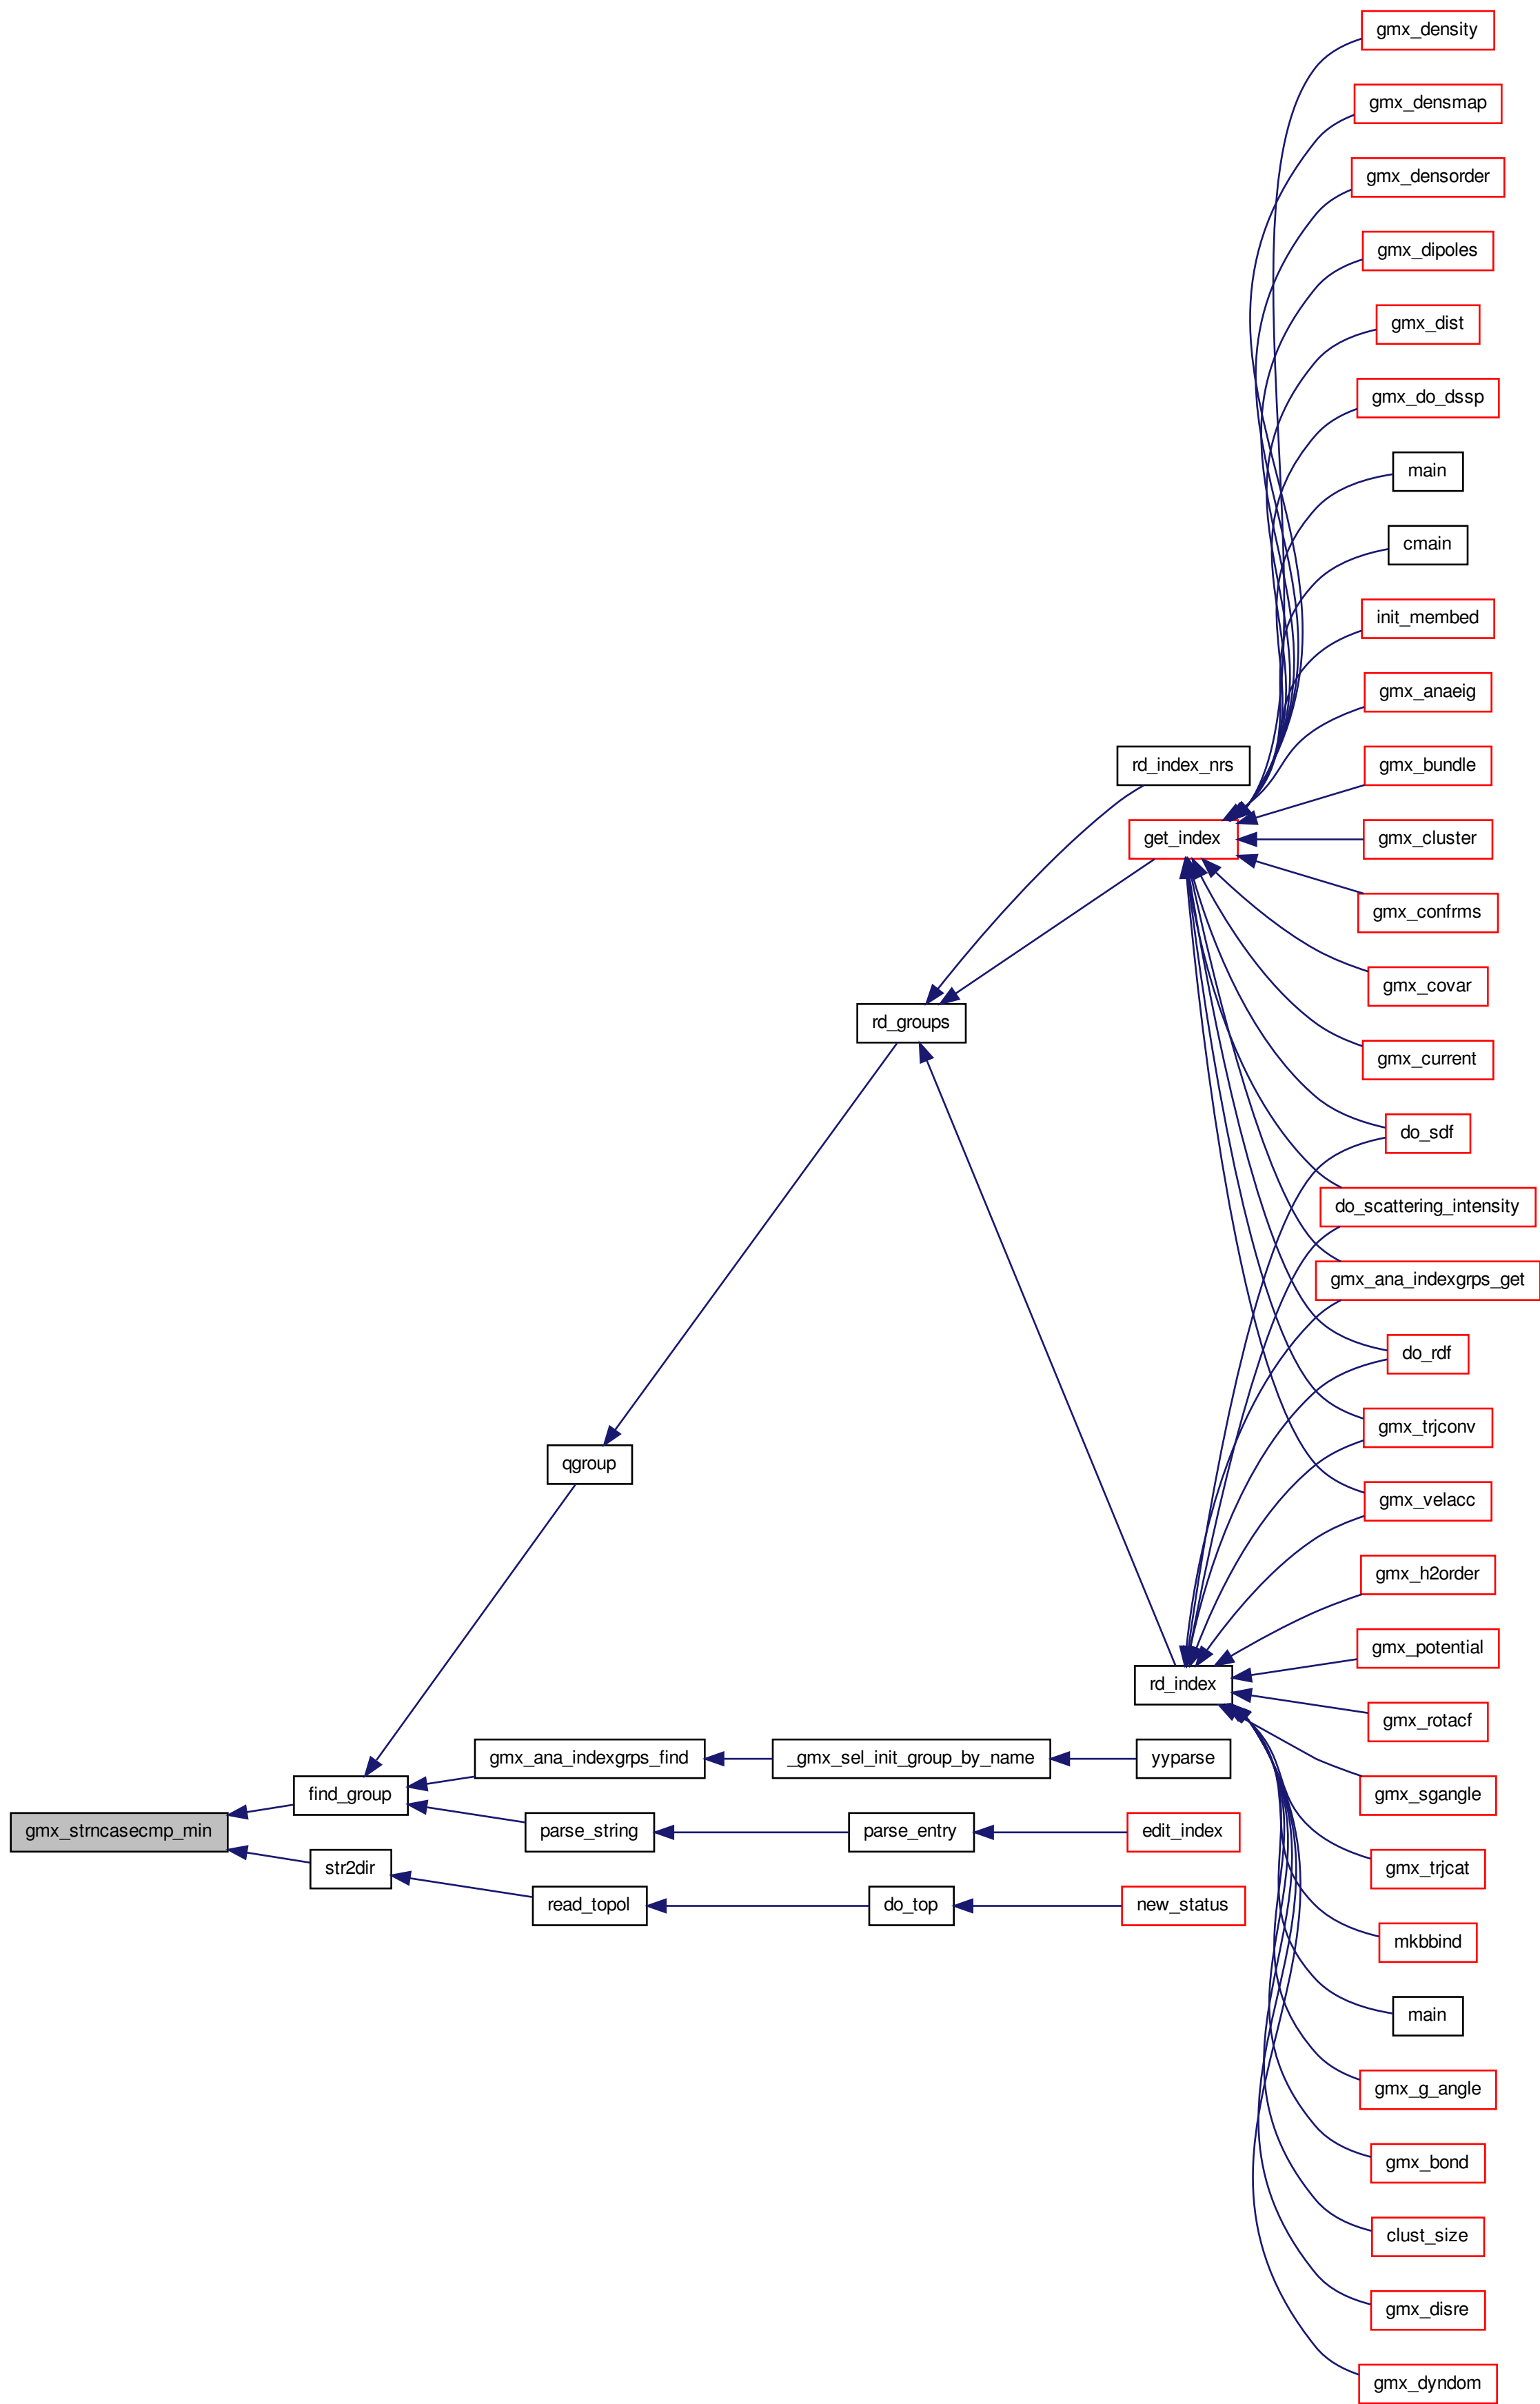 gmx_density
gmx_densmap
gmx_densorder
gmx_dipoles
gmx_dist
gmx_do_dssp
main
cmain
init_membed
gmx_anaeig
rd_index_nrs
gmx_bundle
get_index
gmx_cluster
gmx_confrms
gmx_covar
rd_groups
gmx_current
do_sdf
do_scattering_intensity
gmx_ana_indexgrps_get
do_rdf
gmx_trjconv
qgroup
gmx_velacc
gmx_h2order
gmx_potential
rd_index
gmx_rotacf
gmx_ana_indexgrps_find
_gmx_sel_init_group_by_name
yyparse
find_group
gmx_sgangle
gmx_strncasecmp_min
parse_string
parse_entry
edit_index
str2dir
gmx_trjcat
read_topol
do_top
new_status
mkbbind
main
gmx_g_angle
gmx_bond
clust_size
gmx_disre
gmx_dyndom